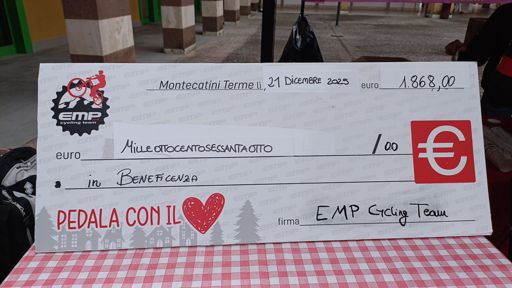 Montecatini Terme lì, 21 DICEMBRE 2025 euro 1.868,00
EMP
cycling team
euro MILLEOTTOCENTOSESSANTAOTTO /00
€
a in BENEFICENZA
PEDALA CON IL
firma EMP Cycling Team